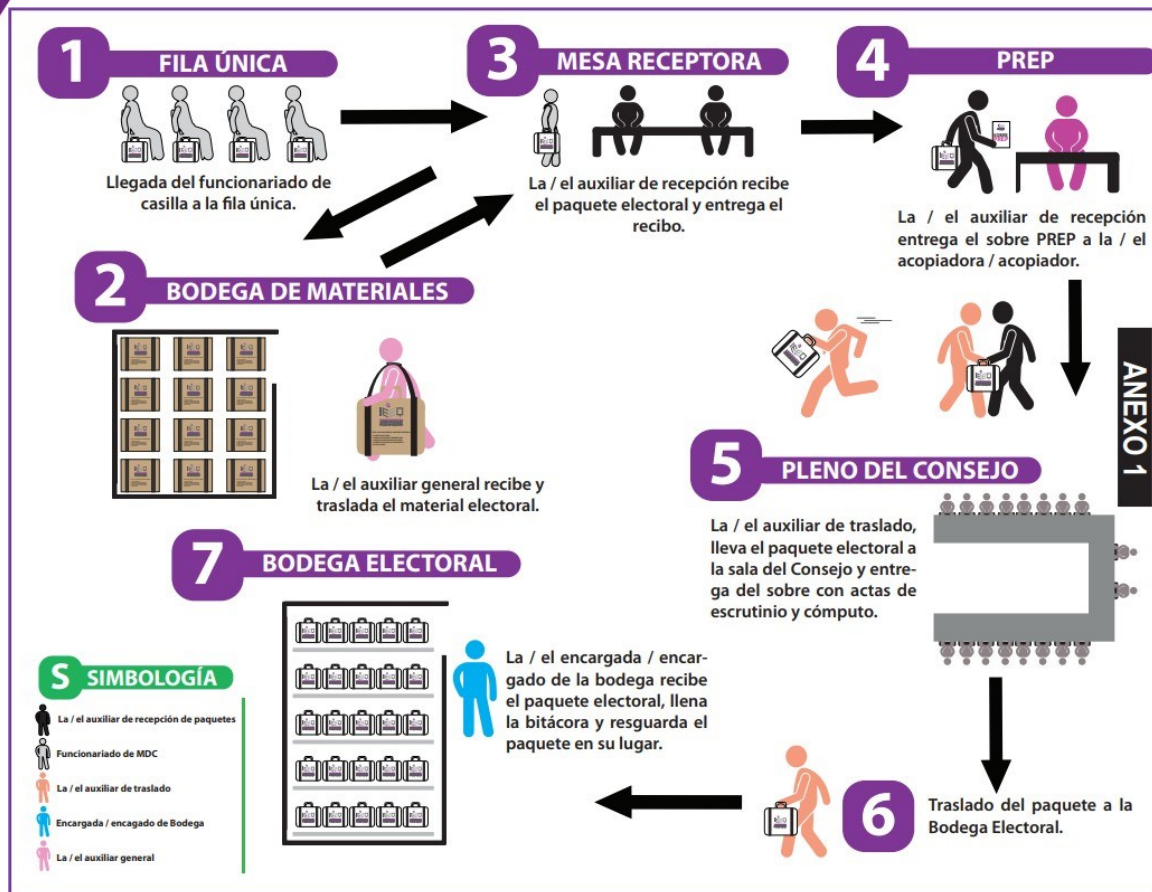 1 FILA ÚNICA
Llegada del funcionariado de
casilla a la fila única.
2 BODEGA DE MATERIALES
La / el auxiliar general recibe y
traslada el material electoral.
3 MESA RECEPTORA
La / el auxiliar de recepción recibe
el paquete electoral y entrega el
recibo.
4 PREP
La / el auxiliar de recepción
entrega el sobre PREP a la / el
acopiadora / acopiador.
ANEXO 1
5 PLENO DEL CONSEJO
La / el auxiliar de traslado,
lleva el paquete electoral a
la sala del Consejo y entre-
ga del sobre con actas de
escrutinio y cómputo.
6
Traslado del paquete a la
Bodega Electoral.
7 BODEGA ELECTORAL
La / el encargada / encar-
gado de la bodega recibe
el paquete electoral, llena
la bitácora y resguarda el
paquete en su lugar.
S SIMBOLOGÍA
La / el auxiliar de recepción de paquetes
Funcionariado de MDC
La / el auxiliar de traslado
Encargada / encagado de Bodega
La / el auxiliar general